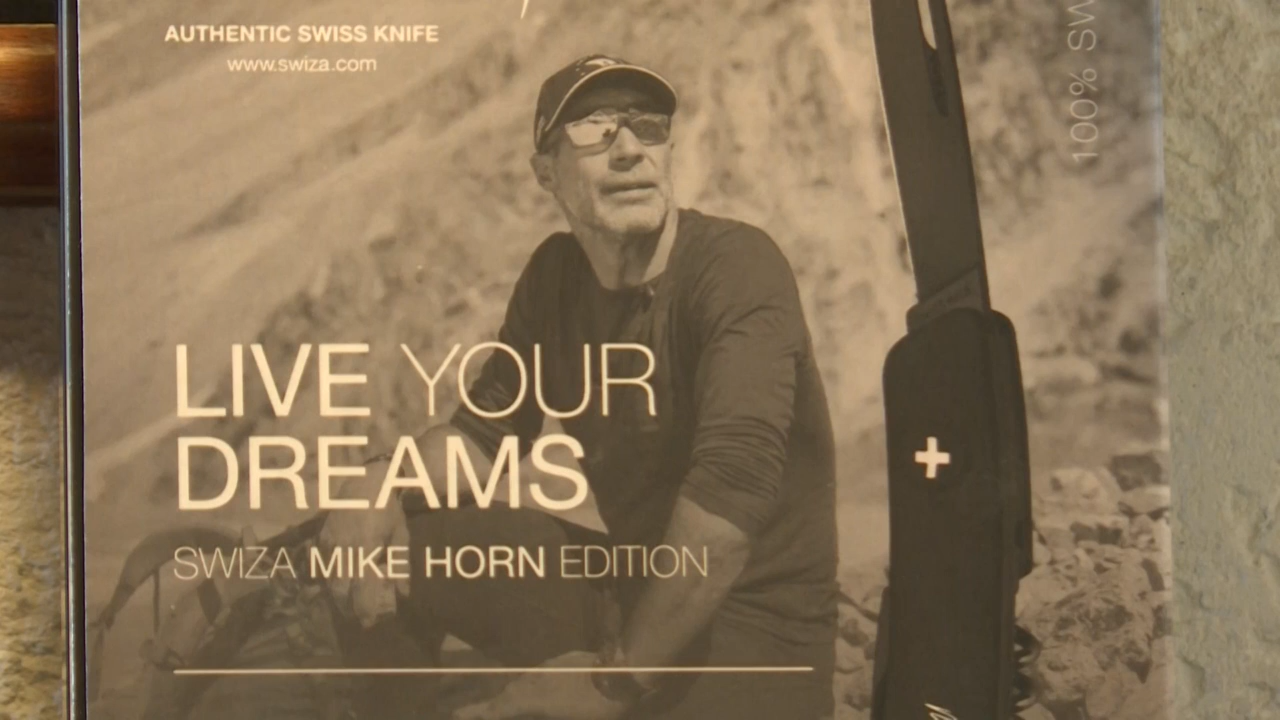 AUTHENTIC SWISS KNIFE
www.swiza.com
100% SW
LIVE YOUR
DREAMS
SWIZA MIKE HORN EDITION